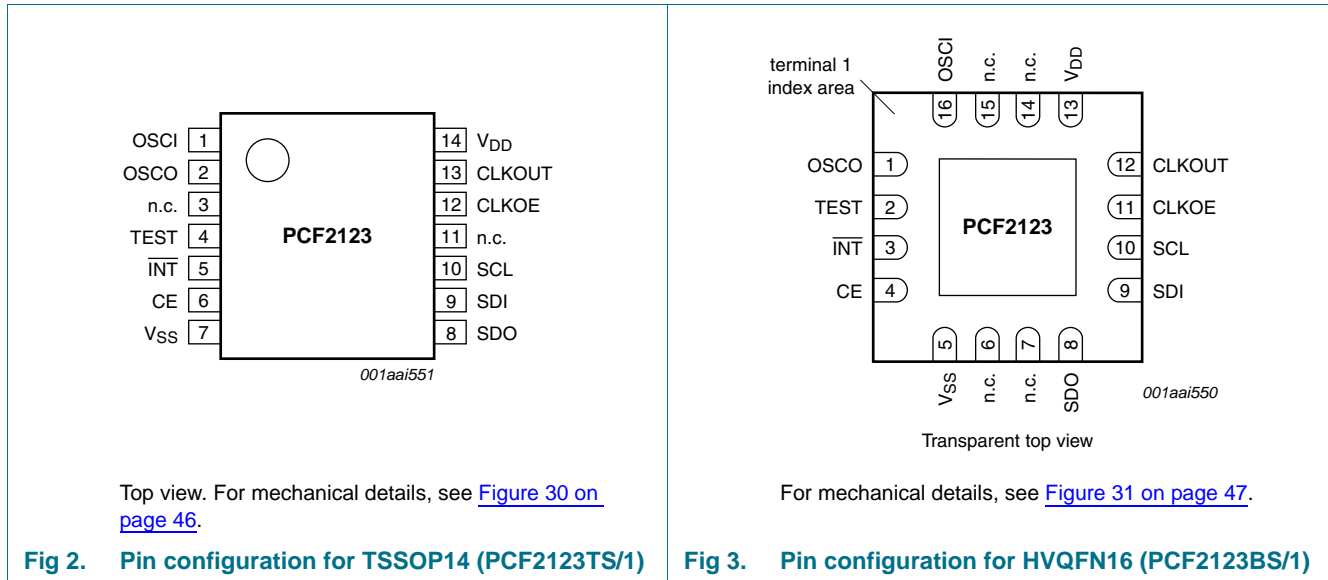 OSCI 1
OSCO 2
n.c. 3
TEST 4
INT 5
CE 6
VSS 7
PCF2123
14 VDD
13 CLKOUT
12 CLKOE
11 n.c.
10 SCL
9 SDI
8 SDO
001aai551
Top view. For mechanical details, see Figure 30 on
page 46.
Fig 2. Pin configuration for TSSOP14 (PCF2123TS/1)
terminal 1
index area
OSCI n.c. n.c. VDD
16 15 14 13
OSCO 1
TEST 2
INT 3
CE 4
PCF2123
12 CLKOUT
11 CLKOE
10 SCL
9 SDI
5 6 7 8
VSS n.c. n.c. SDO
001aai550
Transparent top view
For mechanical details, see Figure 31 on page 47.
Fig 3. Pin configuration for HVQFN16 (PCF2123BS/1)